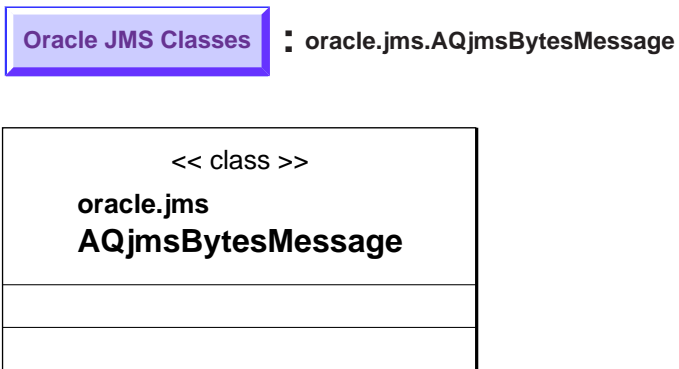 Oracle JMS Classes : oracle.jms.AQjmsBytesMessage
<< class >>
oracle.jms
AQjmsBytesMessage